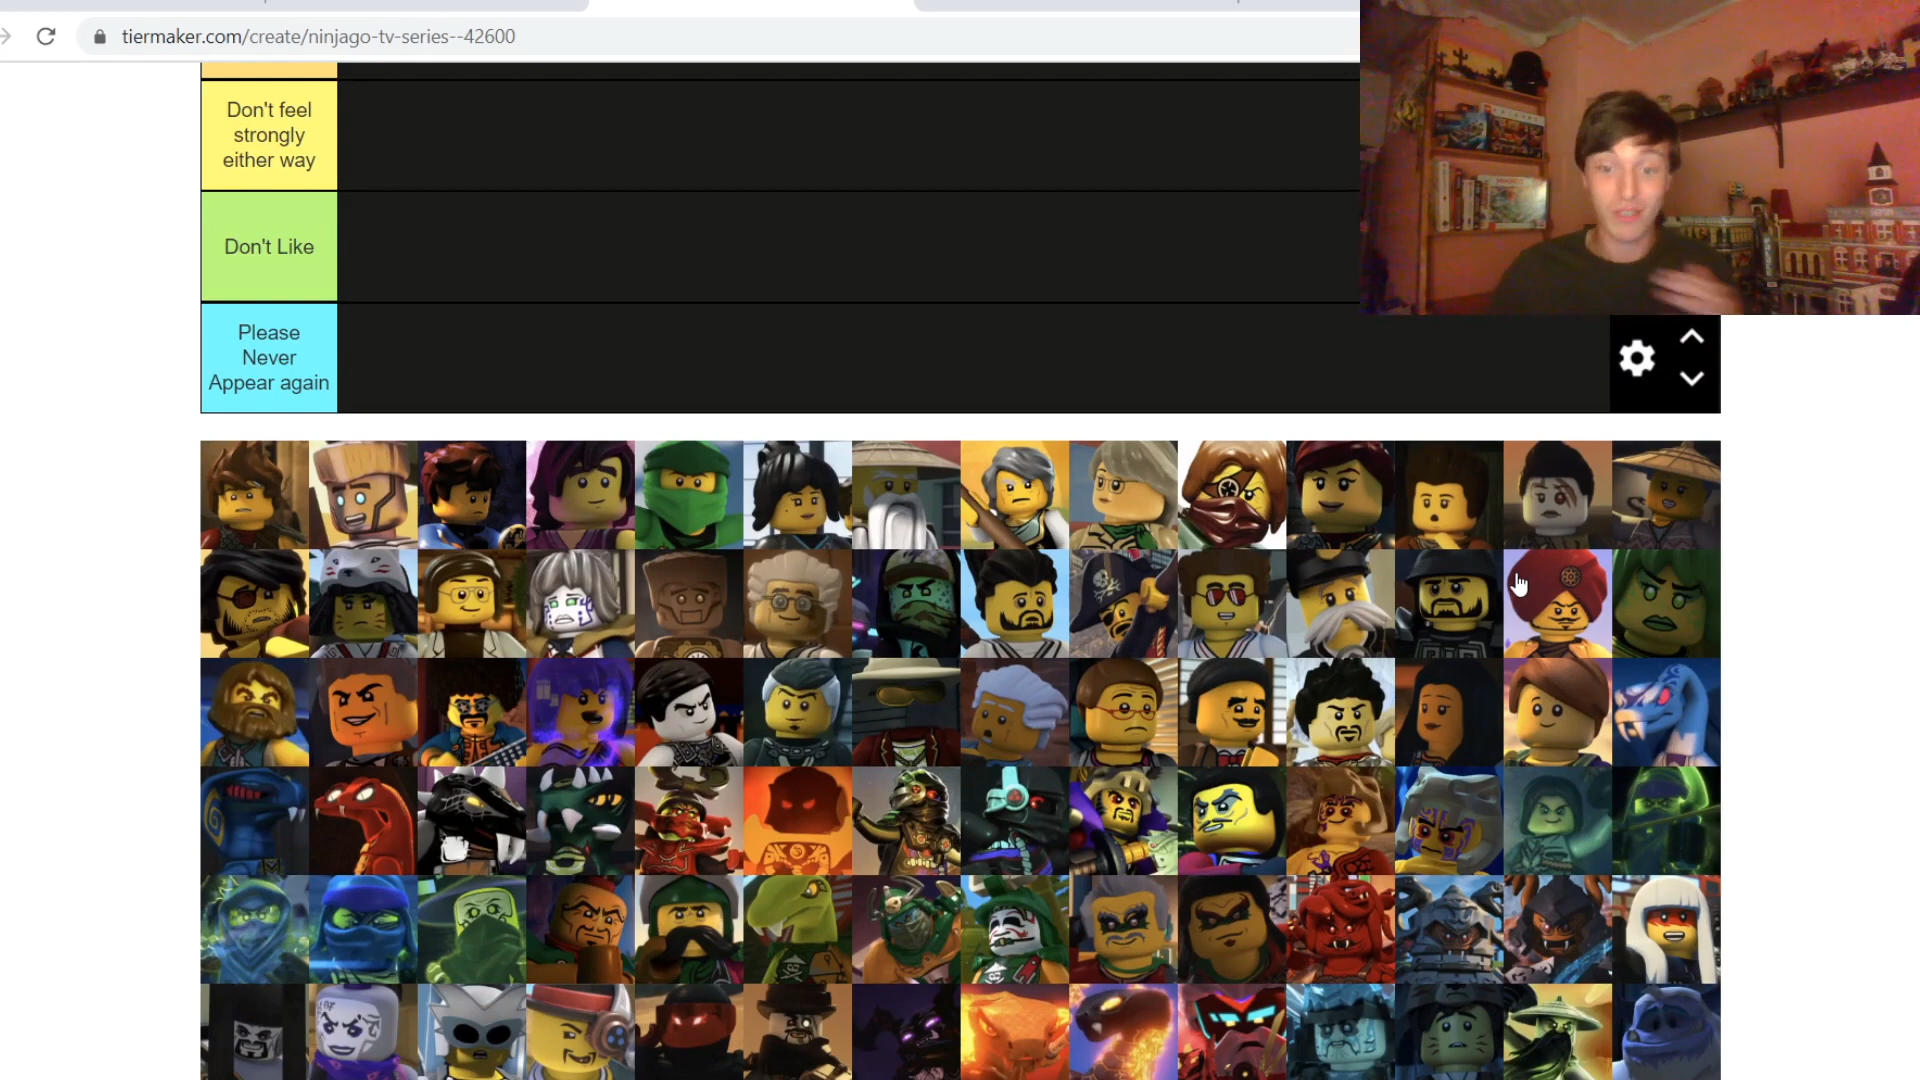 tiermaker.com/create/ninjago-tv-series--42600
Don't feel
strongly
either way
Don't Like
Please
Never
Appear again